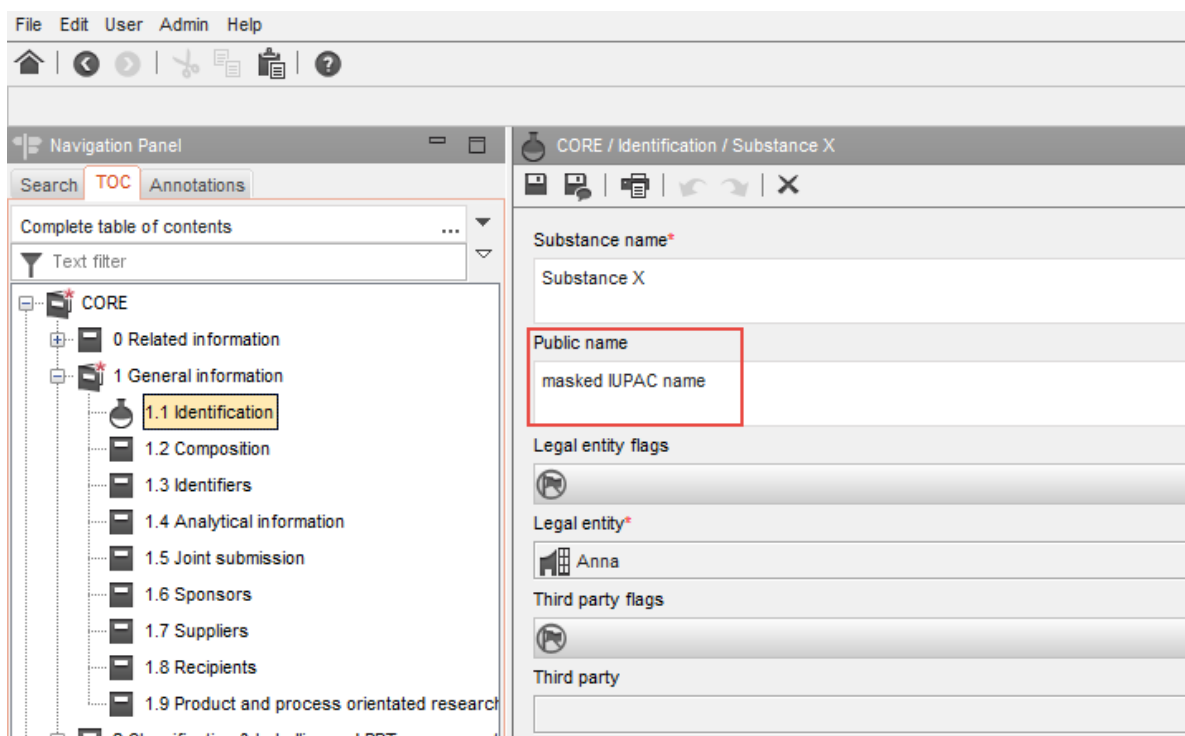 File Edit User Admin Help
Navigation Panel
Search TOC Annotations
Complete table of contents ...
Text filter
CORE
0 Related information
1 General information
1.1 Identification
1.2 Composition
1.3 Identifiers
1.4 Analytical information
1.5 Joint submission
1.6 Sponsors
1.7 Suppliers
1.8 Recipients
1.9 Product and process orientated research
CORE / Identification / Substance X
Substance name*
Substance X
Public name
masked IUPAC name
Legal entity flags
Legal entity*
Anna
Third party flags
Third party